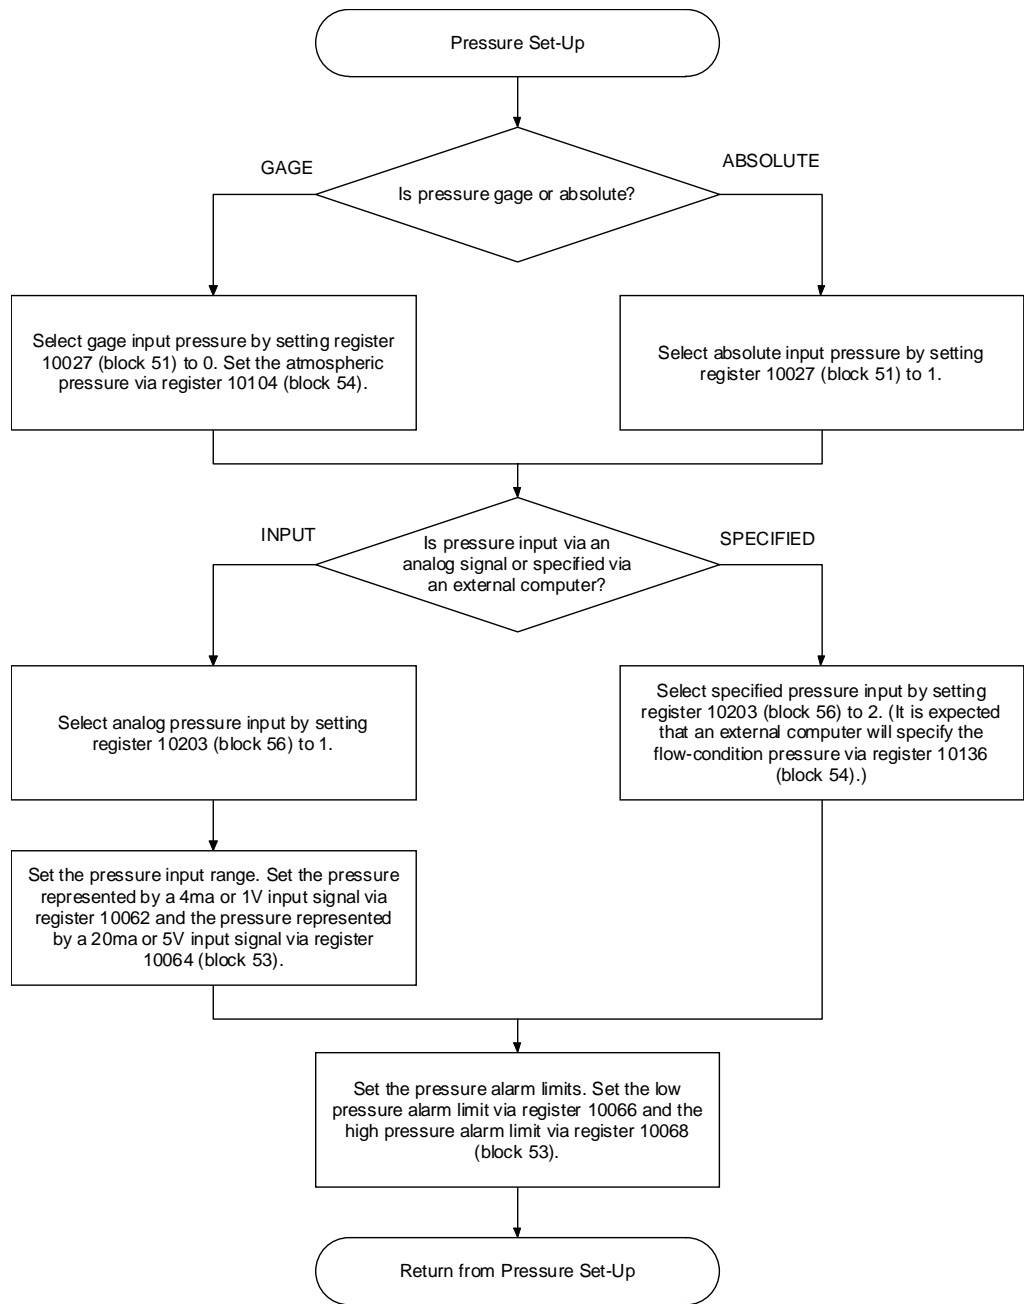 Pressure Set-Up
GAGE
ABSOLUTE
Is pressure gage or absolute?
Select gage input pressure by setting register
10027 (block 51) to 0. Set the atmospheric
pressure via register 10104 (block 54).
Select absolute input pressure by setting
register 10027 (block 51) to 1.
INPUT
SPECIFIED
Is pressure input via an
analog signal or specified via
an external computer?
Select analog pressure input by setting
register 10203 (block 56) to 1.
Select specified pressure input by setting
register 10203 (block 56) to 2. (It is expected
that an external computer will specify the
flow-condition pressure via register 10136
(block 54).)
Set the pressure input range. Set the pressure
represented by a 4ma or 1V input signal via
register 10062 and the pressure represented
by a 20ma or 5V input signal via register
10064 (block 53).
Set the pressure alarm limits. Set the low
pressure alarm limit via register 10066 and the
high pressure alarm limit via register 10068
(block 53).
Return from Pressure Set-Up